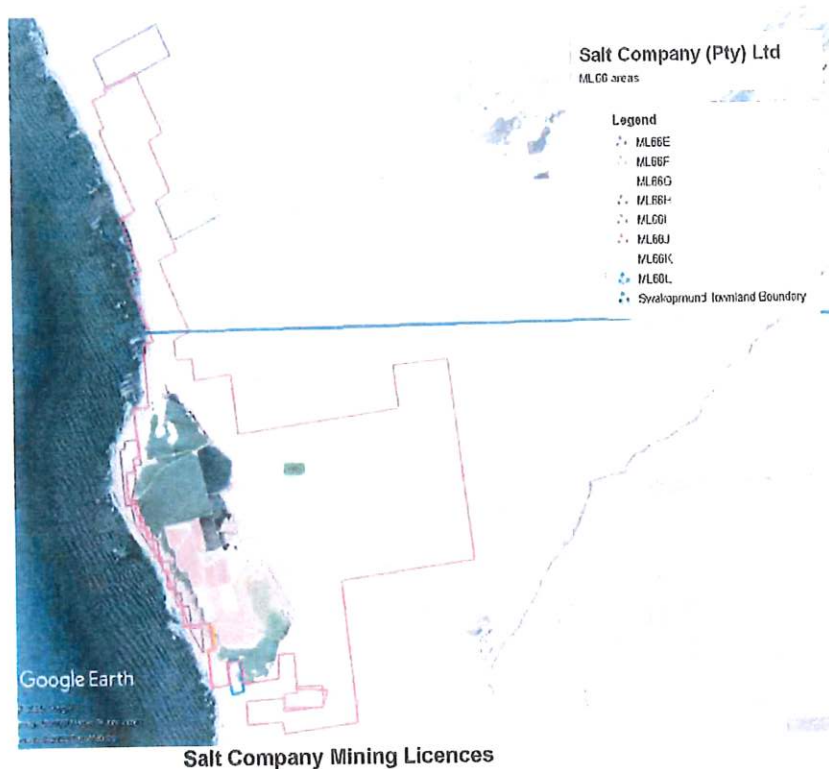 Salt Company (Pty) Ltd
ML66 areas
Legend
ML66E
ML66F
ML66G
ML66H
ML66I
ML66J
ML66K
ML66L
Swakopmund Townland Boundary
Google Earth
Salt Company Mining Licences